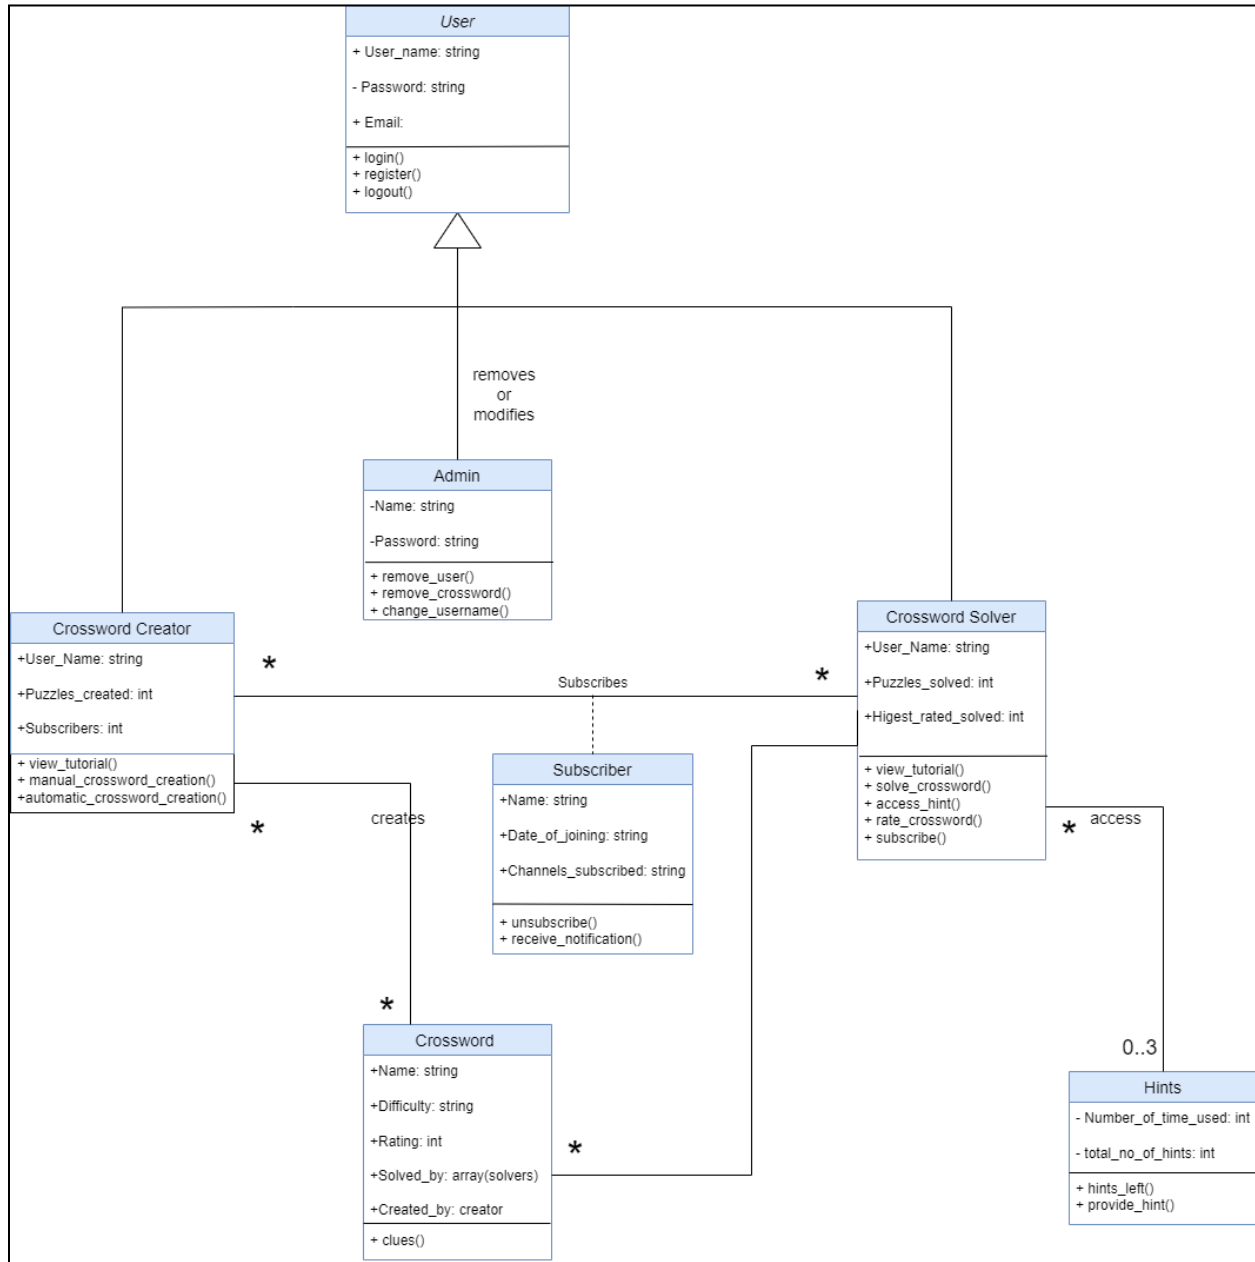 User
+ User_name: string
- Password: string
+ Email:
+ login()
+ register()
+ logout()
removes
or
modifies
Admin
-Name: string
-Password: string
+ remove_user()
+ remove_crossword()
+ change_username()
Crossword Creator
+User_Name: string
+Puzzles_created: int
+Subscribers: int
+ view_tutorial()
+ manual_crossword_creation()
+automatic_crossword_creation()
*
Subscribes
*
Crossword Solver
+User_Name: string
+Puzzles_solved: int
+Higest_rated_solved: int
+ view_tutorial()
+ solve_crossword()
+ access_hint()
+ rate_crossword()
+ subscribe()
Subscriber
+Name: string
+Date_of_joining: string
+Channels_subscribed: string
+ unsubscribe()
+ receive_notification()
*
creates
*
* access
0..3
Crossword
+Name: string
+Difficulty: string
+Rating: int
+Solved_by: array(solvers)
+Created_by: creator
+ clues()
*
Hints
- Number_of_time_used: int
- total_no_of_hints: int
+ hints_left()
+ provide_hint()